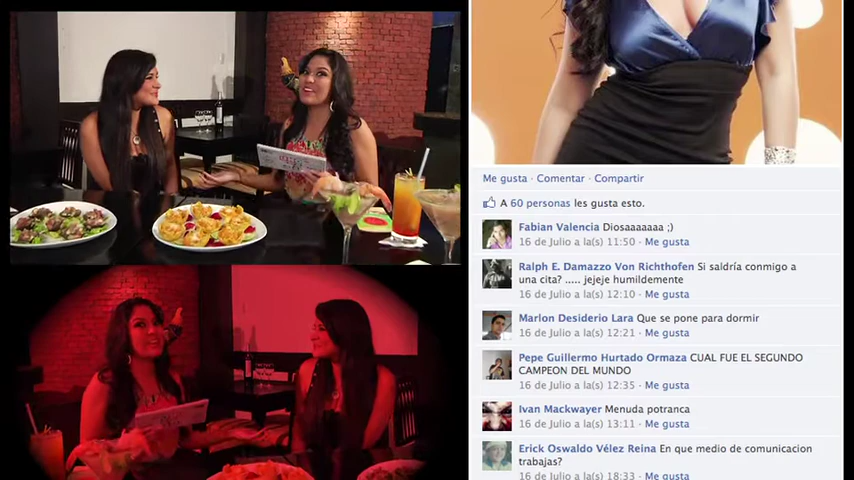 Me gusta · Comentar · Compartir
A 60 personas les gusta esto.
Fabian Valencia Diosaaaaaaa ;)
16 de Julio a la(s) 11:50 · Me gusta
Ralph E. Damazzo Von Richthofen Si saldría conmigo a
una cita? ..... jejeje humildemente
16 de Julio a la(s) 12:10 · Me gusta
Marlon Desiderio Lara Que se pone para dormir
16 de Julio a la(s) 12:21 · Me gusta
Pepe Guillermo Hurtado Ormaza CUAL FUE EL SEGUNDO
CAMPEON DEL MUNDO
16 de Julio a la(s) 12:35 · Me gusta
Ivan Mackwayer Menuda potranca
16 de Julio a la(s) 13:11 · Me gusta
Erick Oswaldo Vélez Reina En que medio de comunicacion
trabajas?
16 de Julio a la(s) 18:33 · Me gusta